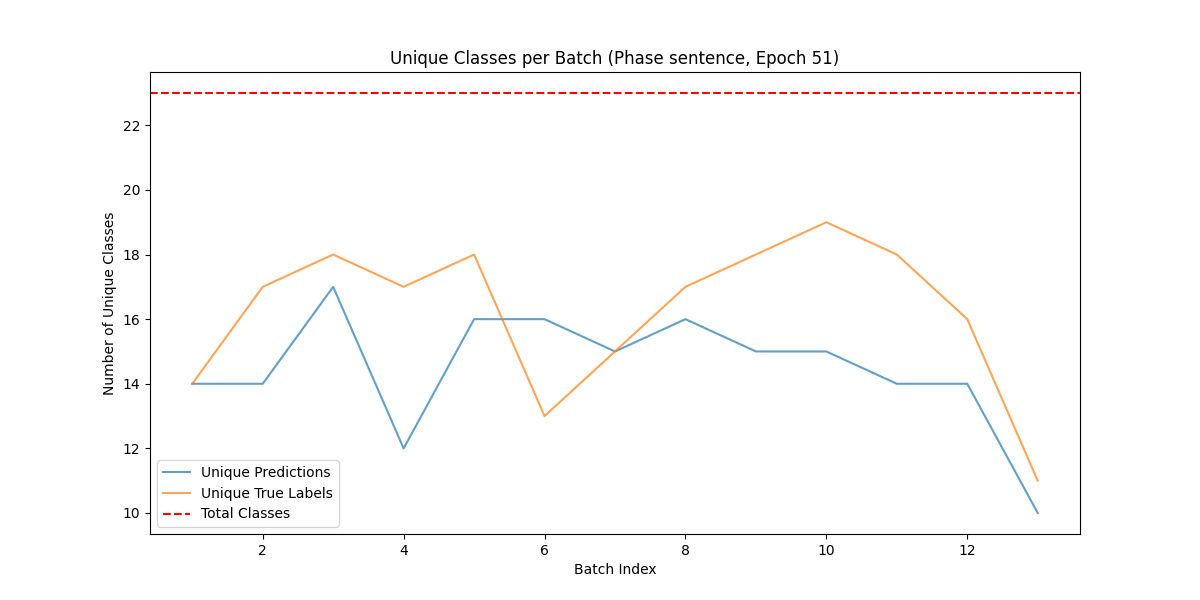 Unique Classes per Batch (Phase sentence, Epoch 51)
Number of Unique Classes
22
20
18
16
14
12
10
Unique Predictions
Unique True Labels
Total Classes
2 4 6 8 10 12
Batch Index